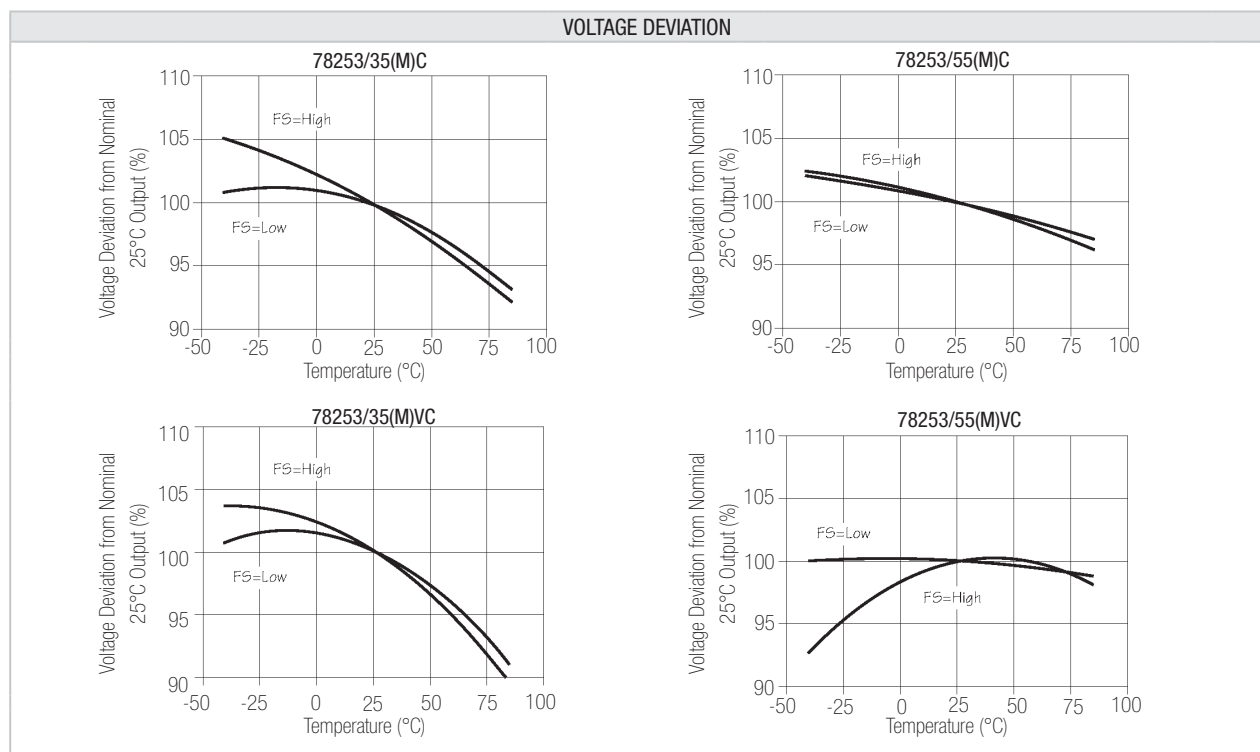 VOLTAGE DEVIATION
78253/35(M)C
Voltage Deviation from Nominal
25°C Output (%)
110
105
100
95
90
FS=High
FS=Low
-50
-25
0
25
50
75
100
Temperature (°C)
78253/55(M)C
Voltage Deviation from Nominal
25°C Output (%)
110
105
100
95
90
FS=High
FS=Low
-50
-25
0
25
50
75
100
Temperature (°C)
78253/35(M)VC
Voltage Deviation from Nominal
25°C Output (%)
110
105
100
95
90
FS=High
FS=Low
-50
-25
0
25
50
75
100
Temperature (°C)
78253/55(M)VC
Voltage Deviation from Nominal
25°C Output (%)
110
105
100
95
90
FS=Low
FS=High
-50
-25
0
25
50
75
100
Temperature (°C)